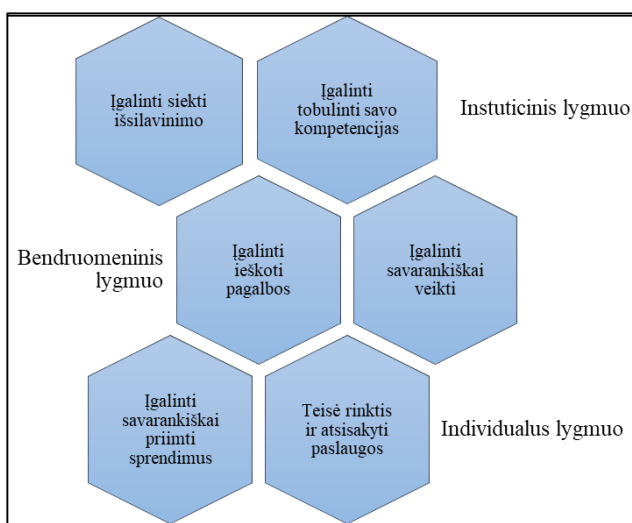 Įgalinti siekti
išsilavinimo
Įgalinti
tobulinti savo
kompetencijas
Instuticinis lygmuo
Bendruomeninis
lygmuo
Įgalinti
ieškoti
pagalbos
Įgalinti
savarankiškai
veikti
Įgalinti
savarankiškai
priimti
sprendimus
Teisė rinktis
ir atsisakyti
paslaugos
Individualus lygmuo